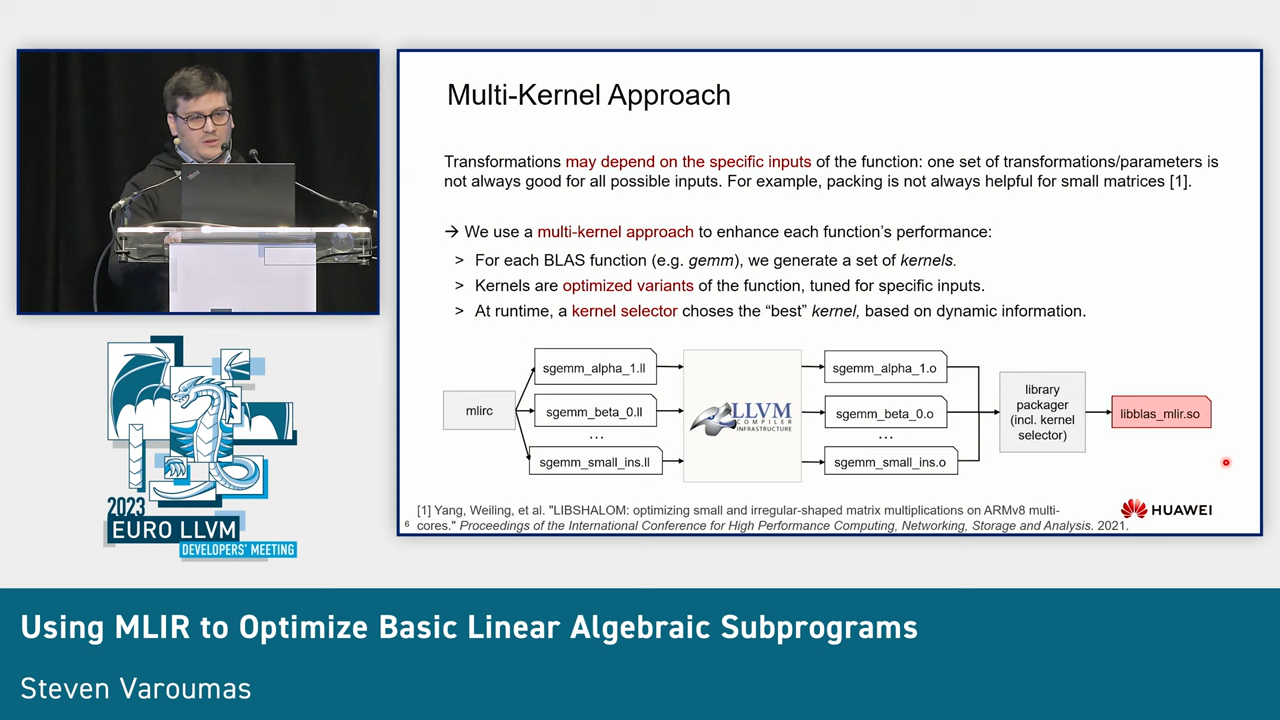 Multi-Kernel Approach
Transformations may depend on the specific inputs of the function: one set of transformations/parameters is
not always good for all possible inputs. For example, packing is not always helpful for small matrices [1].
→ We use a multi-kernel approach to enhance each function's performance:
> For each BLAS function (e.g. gemm), we generate a set of kernels.
> Kernels are optimized variants of the function, tuned for specific inputs.
> At runtime, a kernel selector choses the “best” kernel, based on dynamic information.
mlirc
sgemm_alpha_1.ll
sgemm_beta_0.ll
...
sgemm_small_ins.ll
LLVM
COMPILER
INFRASTRUCTURE
sgemm_alpha_1.o
sgemm_beta_0.o
...
sgemm_small_ins.o
library
packager
(incl. kernel
selector)
libblas_mlir.so
[1] Yang, Weiling, et al. "LIBSHALOM: optimizing small and irregular-shaped matrix multiplications on ARMv8 multi-
cores." Proceedings of the International Conference for High Performance Computing, Networking, Storage and Analysis. 2021.
6
HUAWEI
2023
EURO LLVM
DEVELOPERS' MEETING
Using MLIR to Optimize Basic Linear Algebraic Subprograms
Steven Varoumas